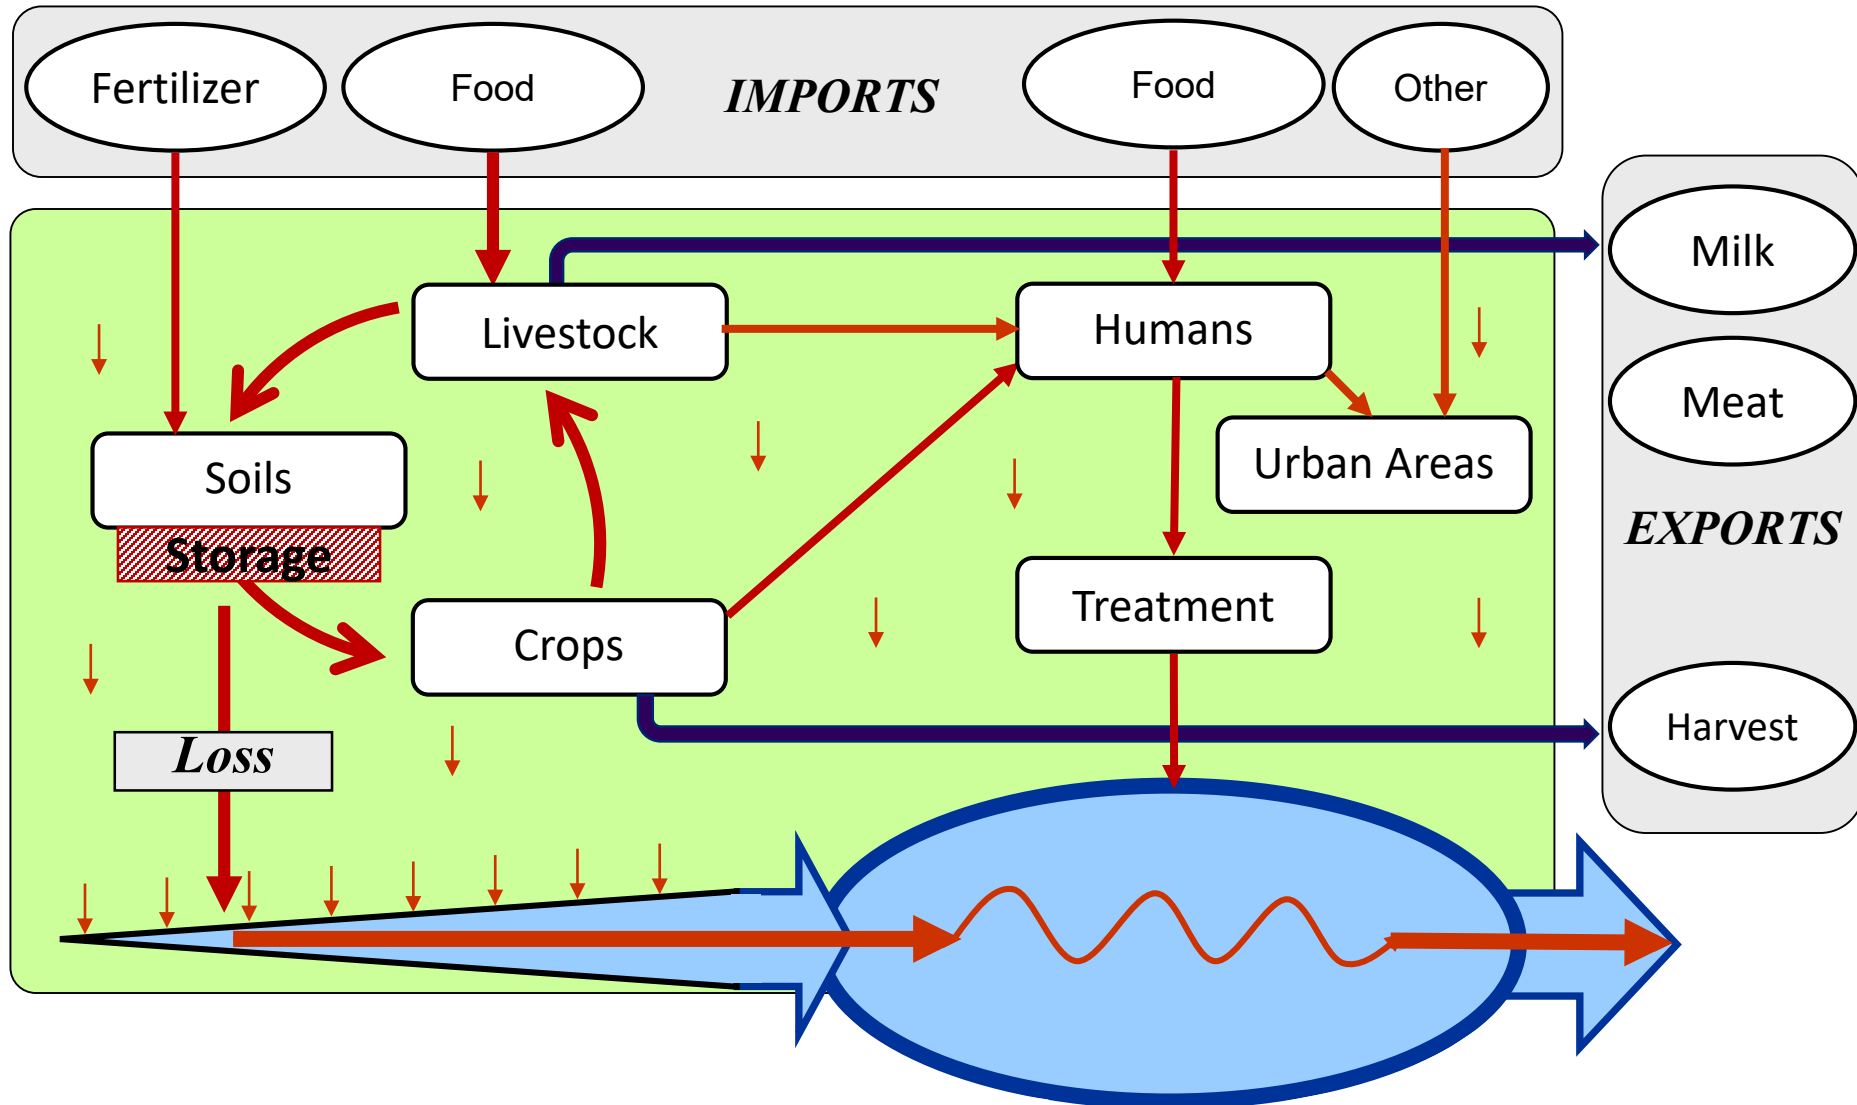 Fertilizer
Food
IMPORTS
Food
Other
Milk
Livestock
Humans
Meat
Soils
Urban Areas
Storage
EXPORTS
Crops
Treatment
Harvest
Loss